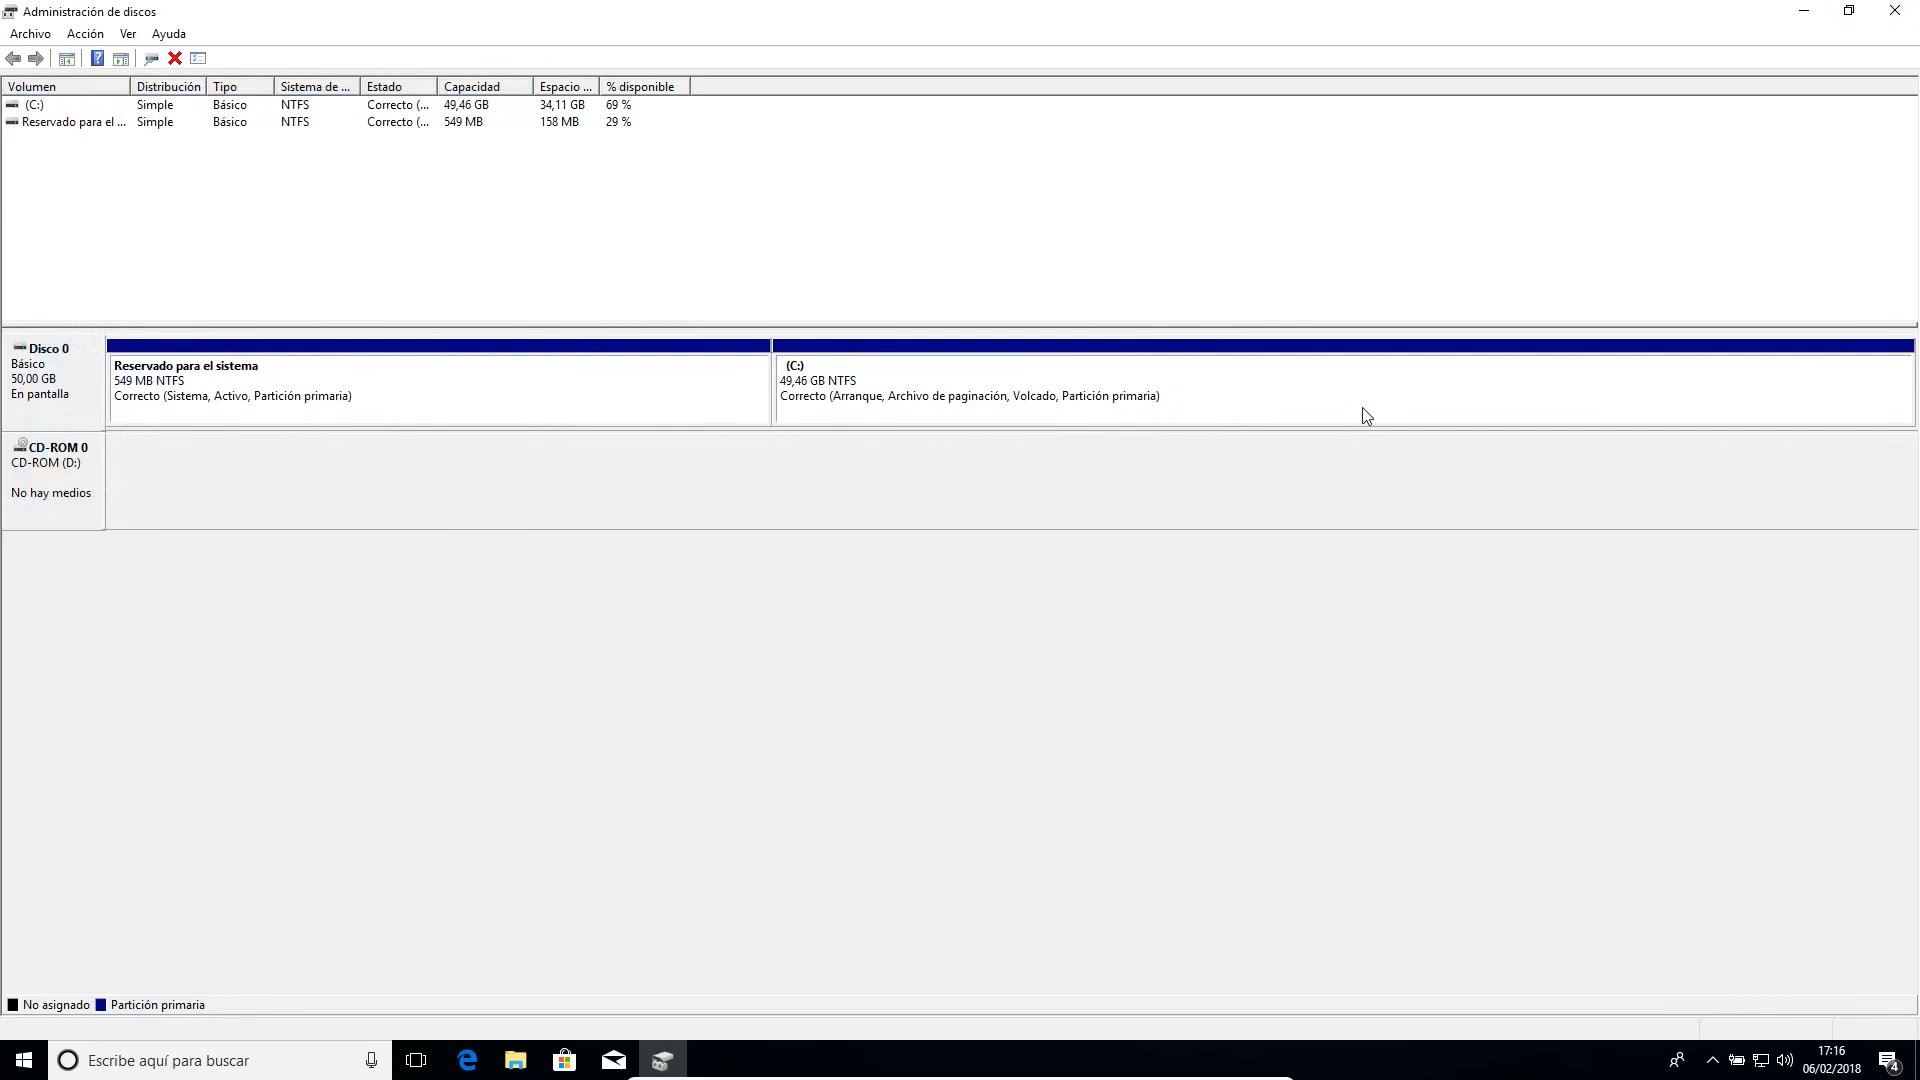 Administración de discos
Archivo Acción Ver Ayuda
Volumen Distribución Tipo Sistema de ... Estado Capacidad Espacio ... % disponible
(C:) Simple Básico NTFS Correcto (... 49,46 GB 34,11 GB 69 %
Reservado para el ... Simple Básico NTFS Correcto (... 549 MB 158 MB 29 %
Disco 0
Básico
50,00 GB
En pantalla
Reservado para el sistema
549 MB NTFS
Correcto (Sistema, Activo, Partición primaria)
(C:)
49,46 GB NTFS
Correcto (Arranque, Archivo de paginación, Volcado, Partición primaria)
CD-ROM 0
CD-ROM (D:)
No hay medios
No asignado Partición primaria
Escribe aquí para buscar
17:16
06/02/2018
4